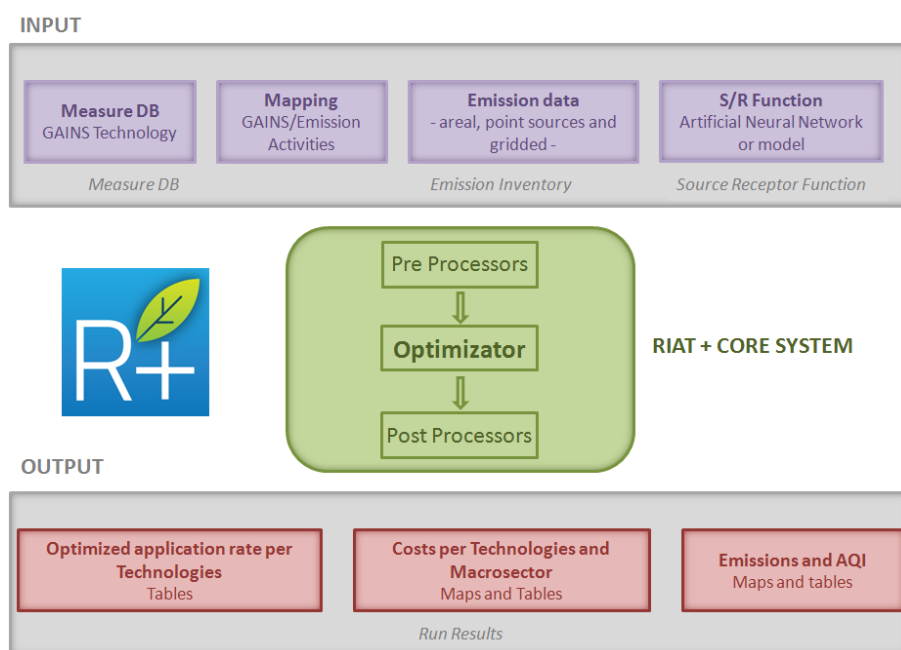 INPUT
Measure DB
GAINS Technology
Mapping
GAINS/Emission
Activities
Emission data
- areal, point sources and
gridded -
S/R Function
Artificial Neural Network
or model
Measure DB
Emission Inventory
Source Receptor Function
R+
Pre Processors
Optimizator
Post Processors
RIAT + CORE SYSTEM
OUTPUT
Optimized application rate per
Technologies
Tables
Costs per Technologies and
Macrosector
Maps and Tables
Emissions and AQI
Maps and tables
Run Results